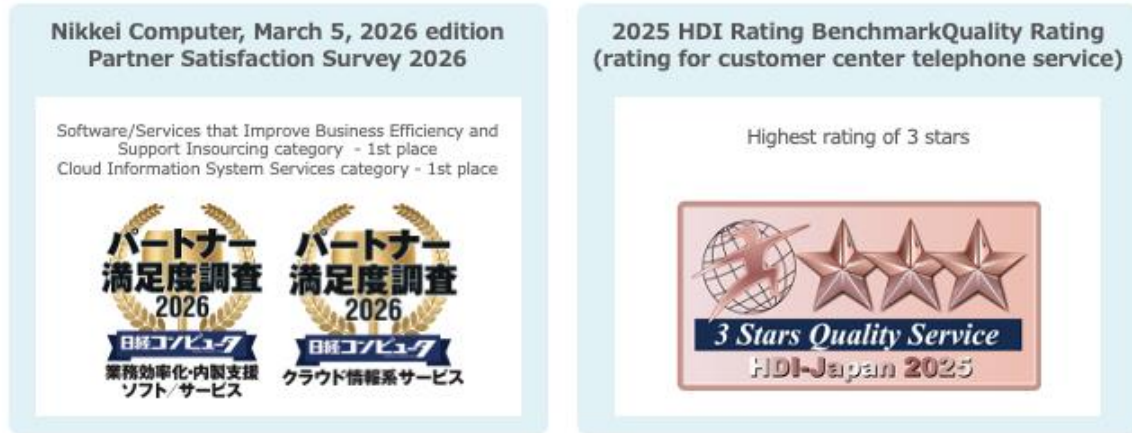 Nikkei Computer, March 5, 2026 edition
Partner Satisfaction Survey 2026
Software/Services that Improve Business Efficiency and
Support Insourcing category - 1st place
Cloud Information System Services category - 1st place
パートナー
満足度調査
2026
日経コンピュータ
業務効率化・内製支援
ソフト/サービス
パートナー
満足度調査
2026
日経コンピュータ
クラウド情報系サービス
2025 HDI Rating BenchmarkQuality Rating
(rating for customer center telephone service)
Highest rating of 3 stars
3 Stars Quality Service
HDI-Japan 2025